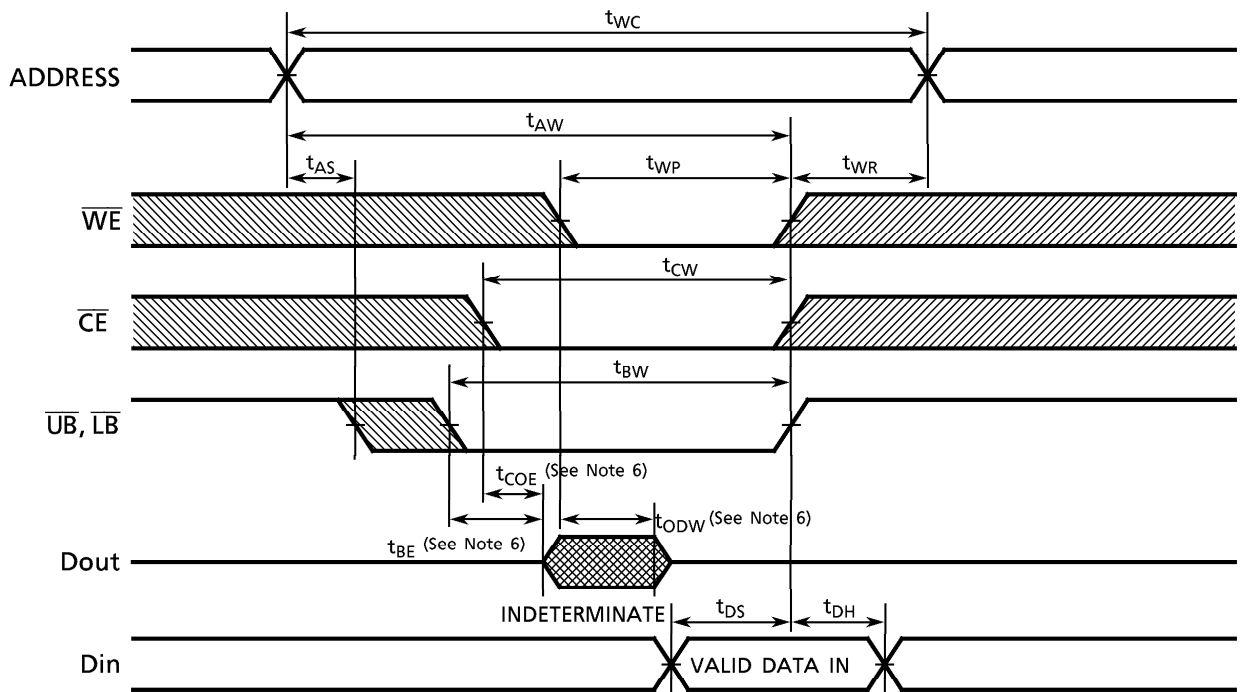 tWC
ADDRESS
tAW
tAS
tWP
tWR
WE
tCW
CE
tBW
UB, LB
tCOE (See Note 6)
tODW (See Note 6)
tBE (See Note 6)
Dout
INDETERMINATE
tDS
tDH
Din
VALID DATA IN